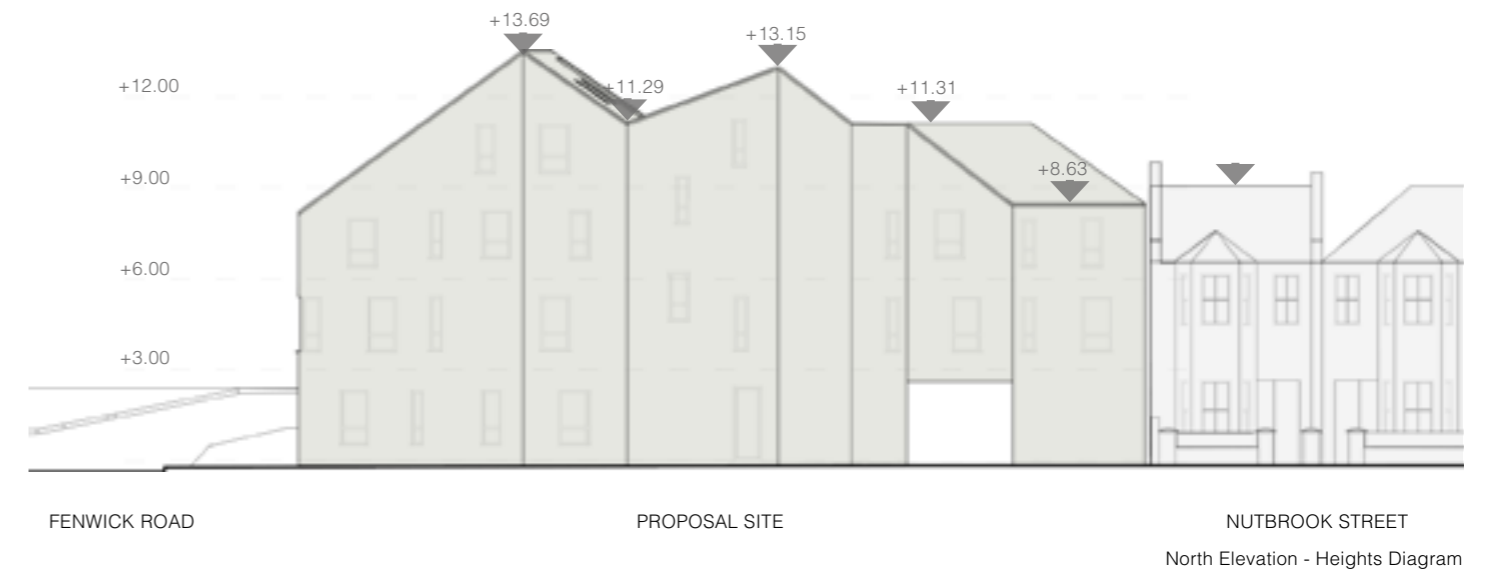 +13.69
+13.15
+12.00
+11.29
+11.31
+9.00
+8.63
+6.00
+3.00
FENWICK ROAD
PROPOSAL SITE
NUTBROOK STREET
North Elevation - Heights Diagram